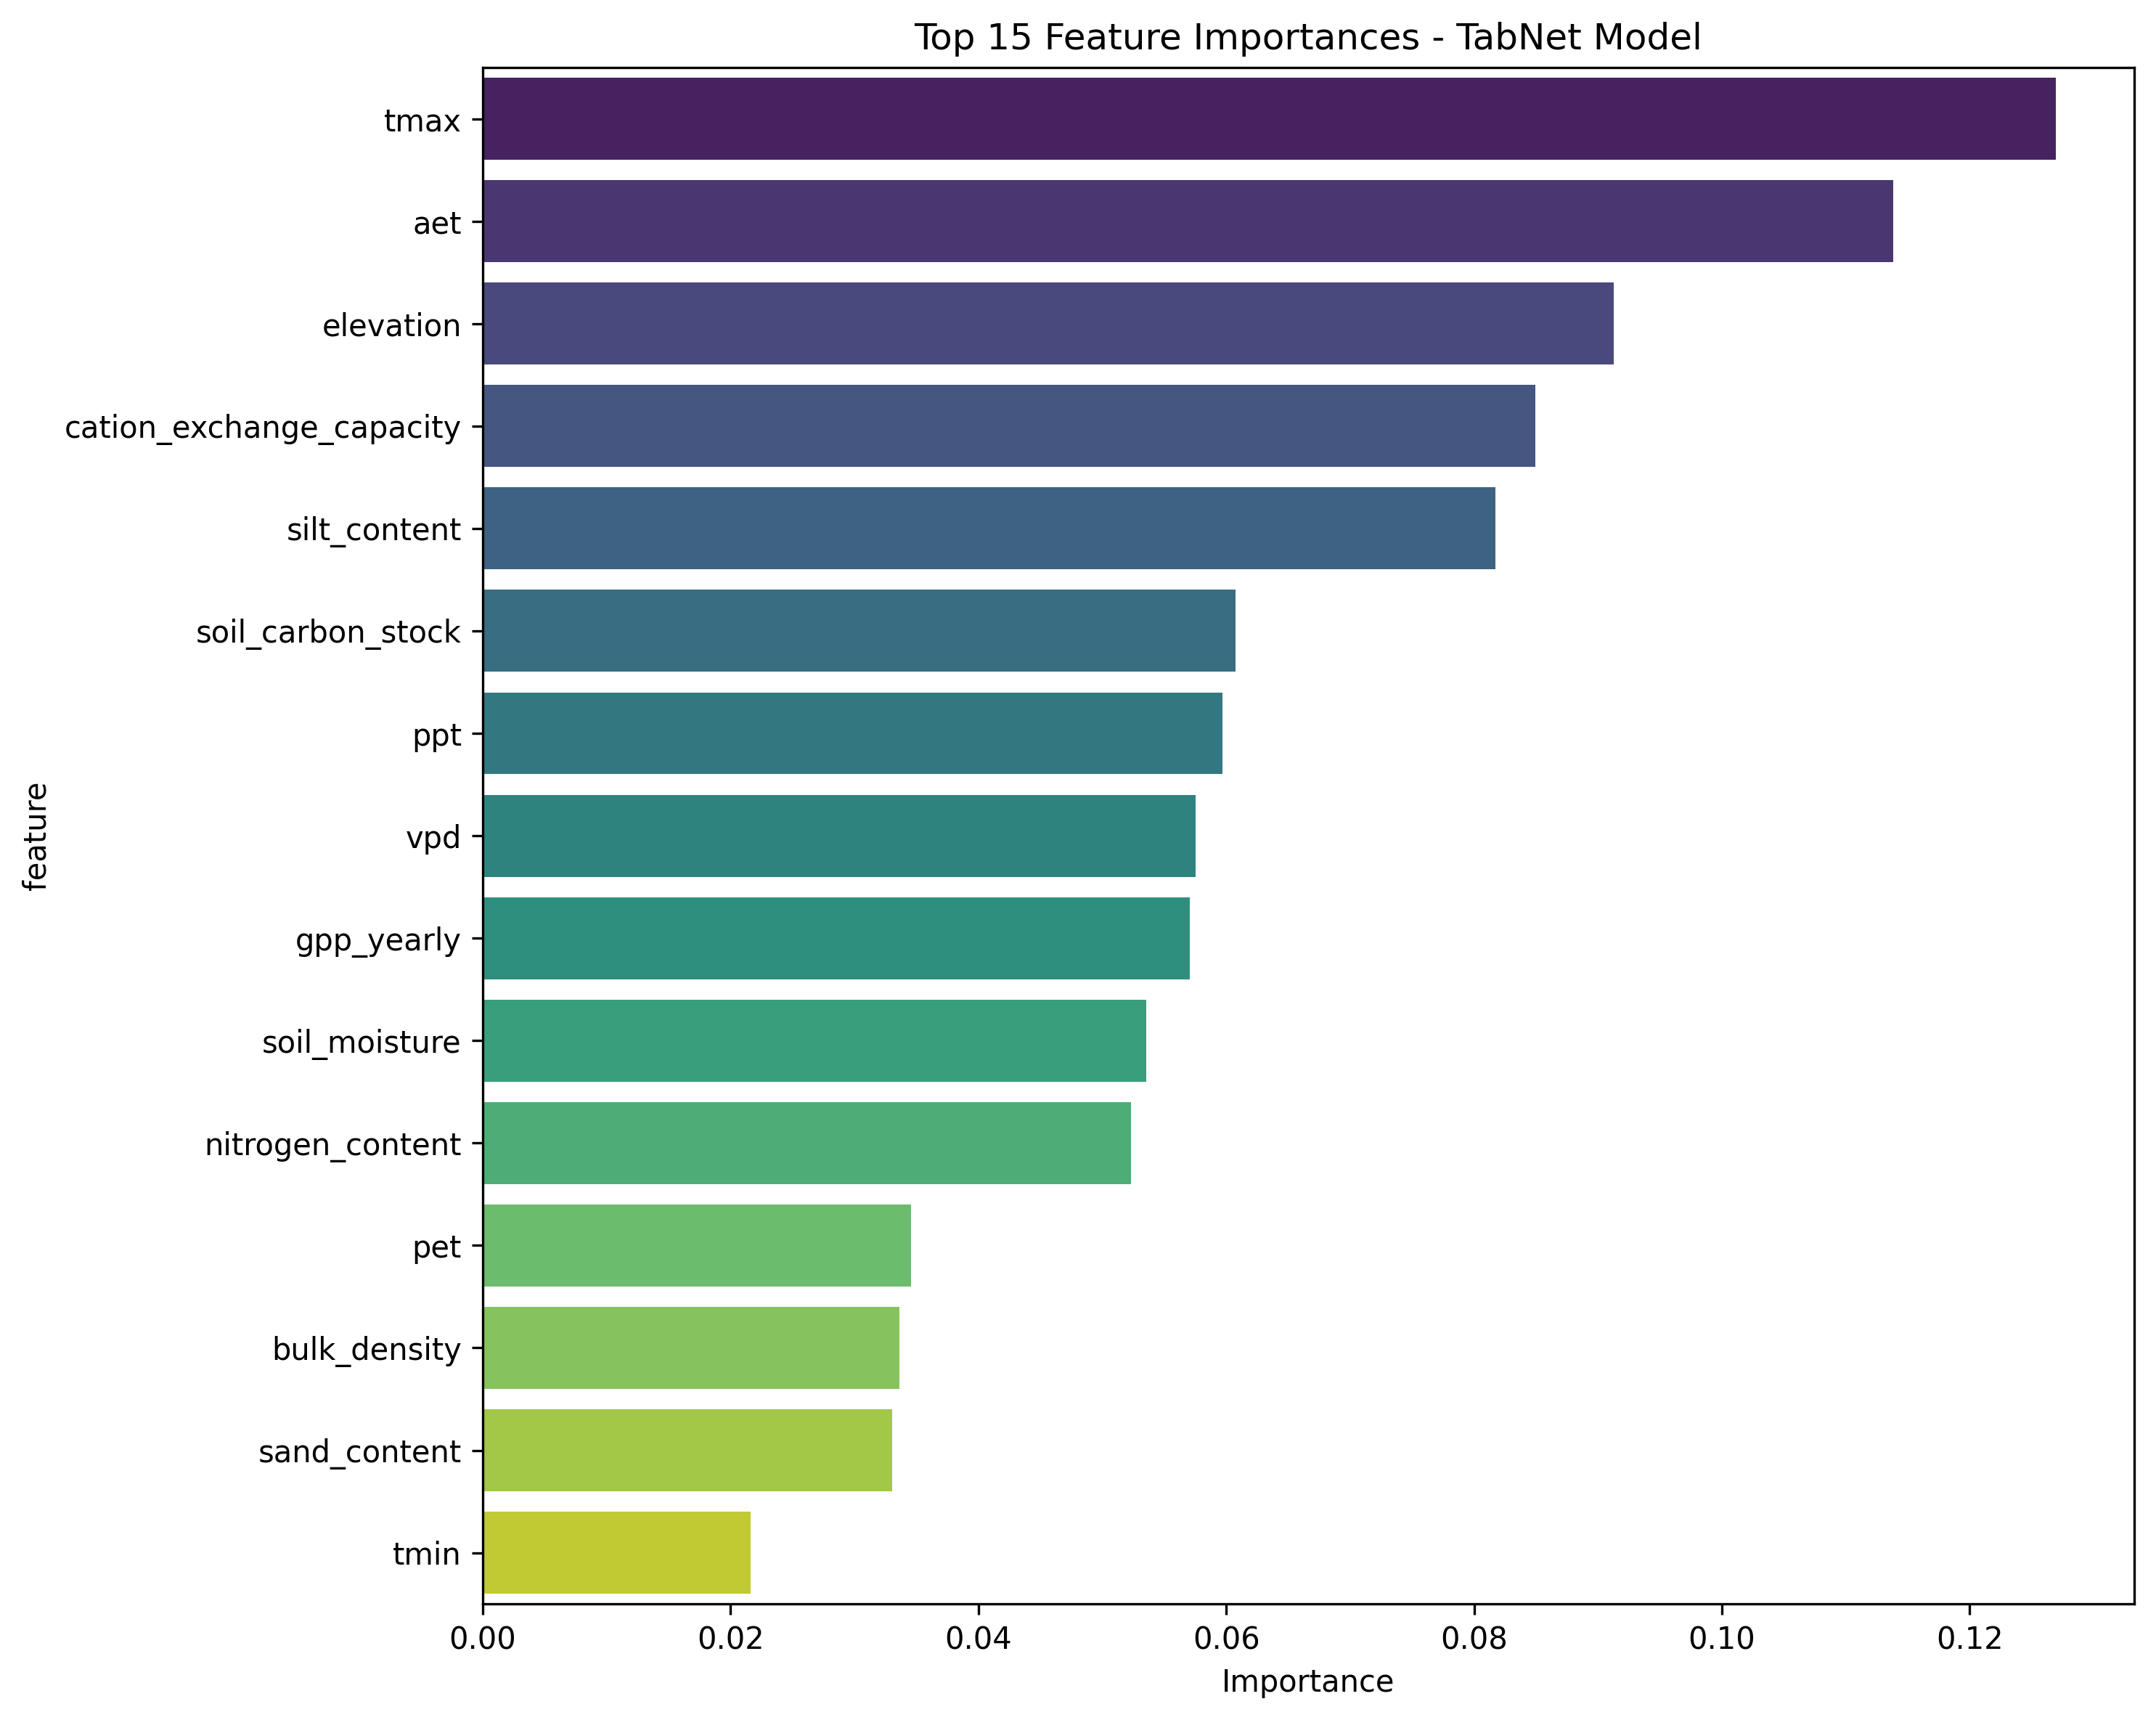 Top 15 Feature Importances - TabNet Model
tmax
aet
elevation
cation_exchange_capacity
silt_content
soil_carbon_stock
ppt
vpd
gpp_yearly
soil_moisture
nitrogen_content
pet
bulk_density
sand_content
tmin
feature
0.00 0.02 0.04 0.06 0.08 0.10 0.12
Importance